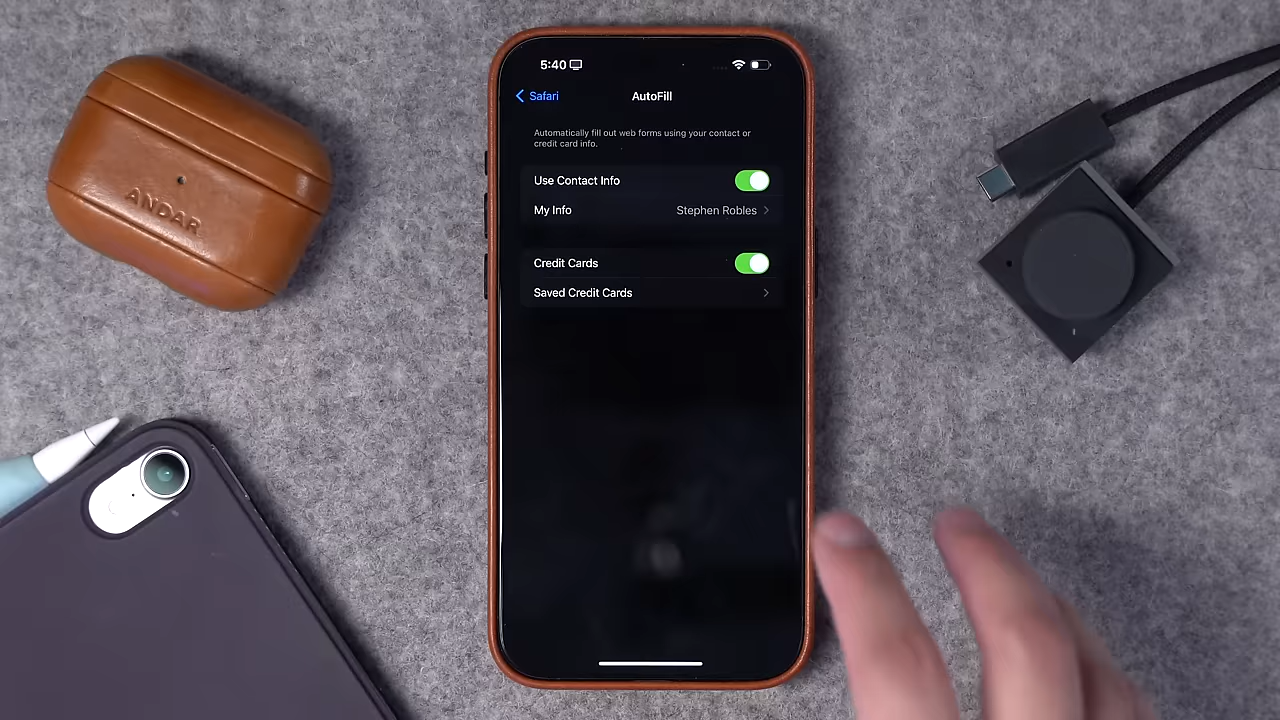 5:40
Safari
AutoFill
Automatically fill out web forms using your contact or
credit card info.
Use Contact Info
My Info
Stephen Robles
Credit Cards
Saved Credit Cards
ANDAR